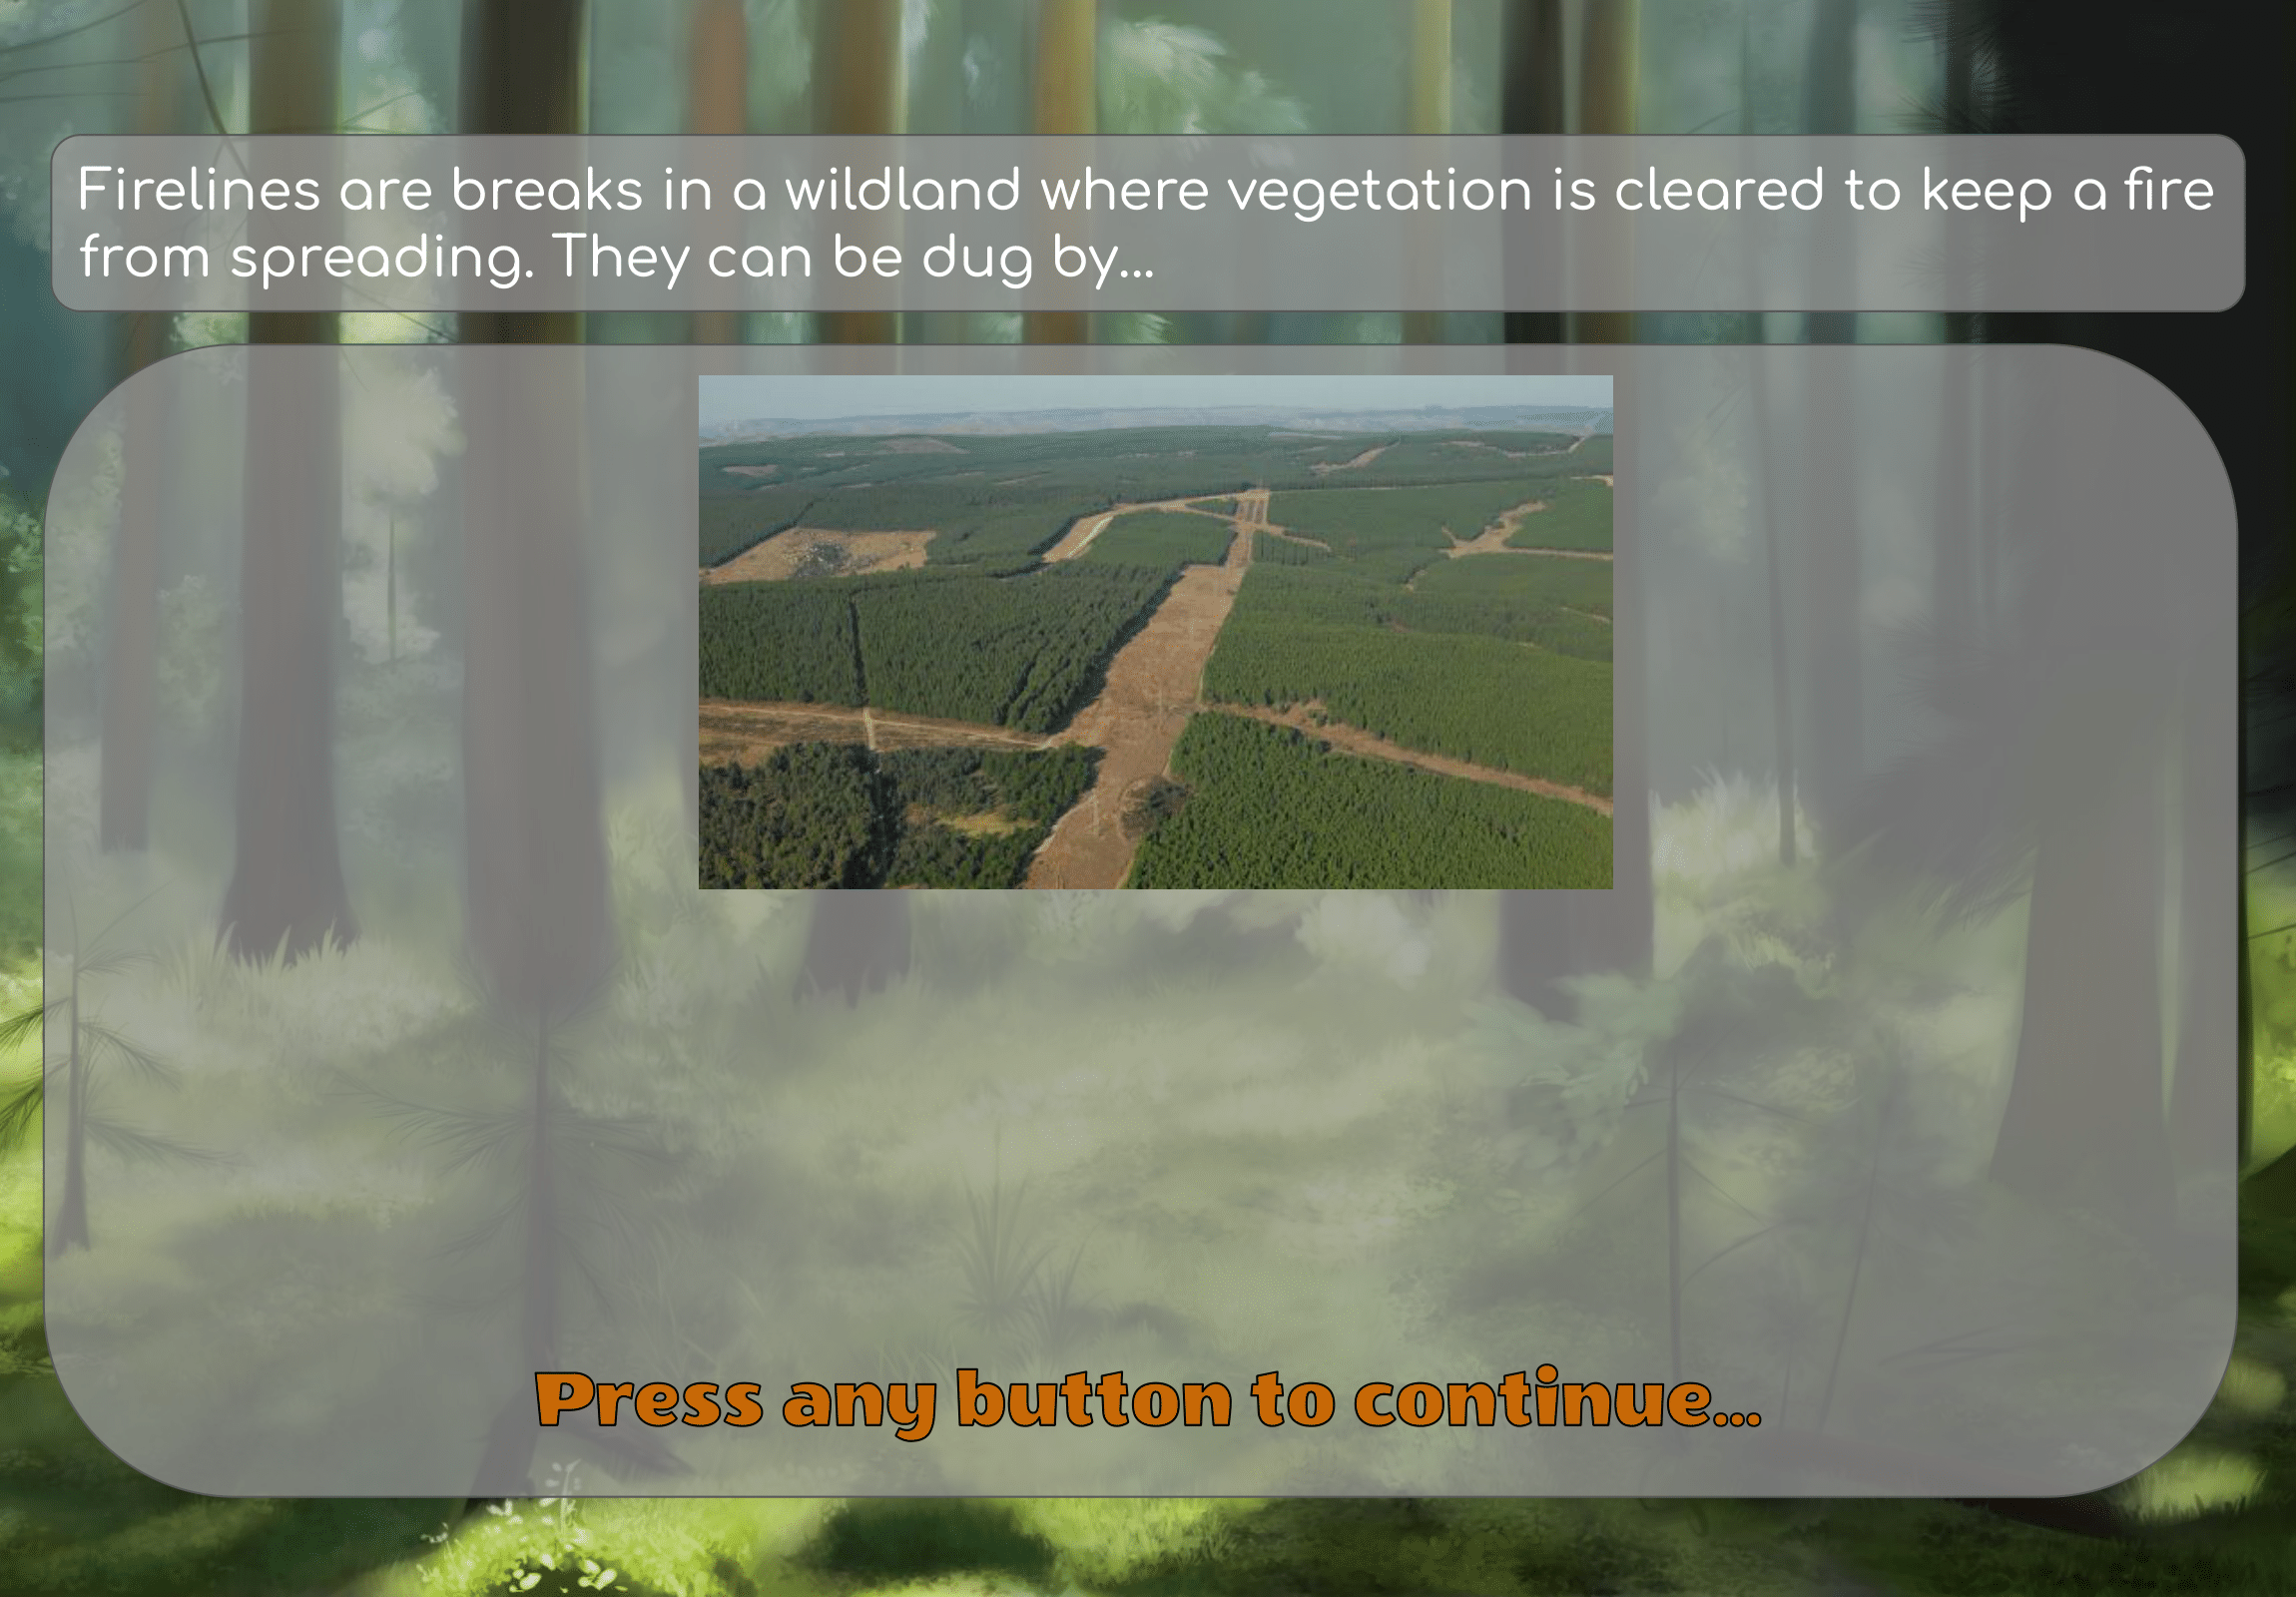 Firelines are breaks in a wildland where vegetation is cleared to keep a fire
from spreading. They can be dug by...
Press any button to continue...